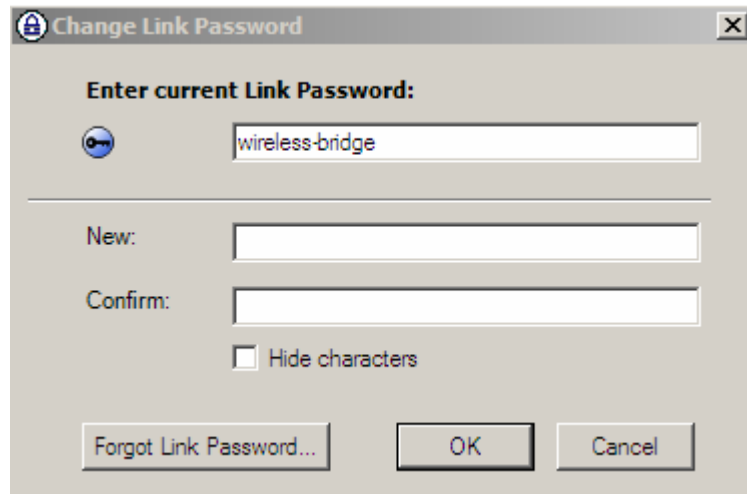 Change Link Password
Enter current Link Password:
wireless-bridge
New:
Confirm:
Hide characters
Forgot Link Password... OK Cancel